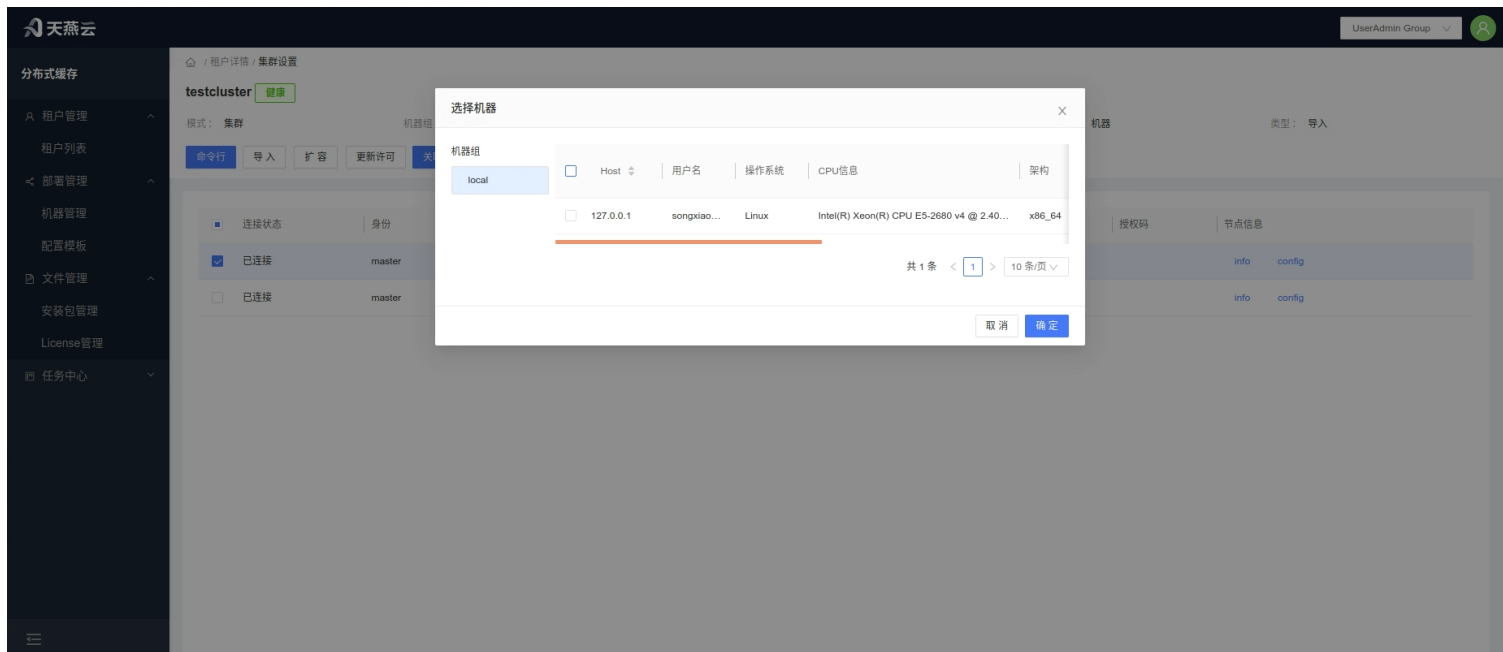 天燕云
UserAdmin Group
分布式缓存
租户管理
租户列表
部署管理
机器管理
配置模板
文件管理
安装包管理
License管理
任务中心
/ 租户详情 / 集群设置
testcluster 健康
模式： 集群 机器组 机器 类型： 导入
命令行 导入 扩容 更新许可
连接状态 身份 授权码 节点信息
已连接 master info config
已连接 master info config
选择机器
机器组
local
Host 用户名 操作系统 CPU信息 架构
127.0.0.1 songxiao... Linux Intel(R) Xeon(R) CPU E5-2680 v4 @ 2.40... x86_64
共 1 条 < 1 > 10 条/页
取消 确定